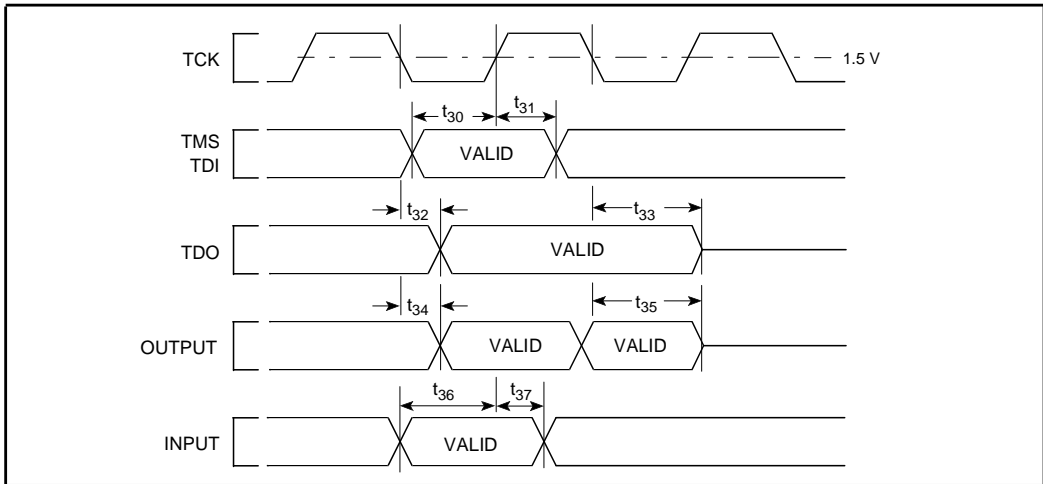 TCK
1.5 V
t30
t31
TMS
TDI
VALID
t32
t33
TDO
VALID
t34
t35
OUTPUT
VALID
VALID
t36
t37
INPUT
VALID